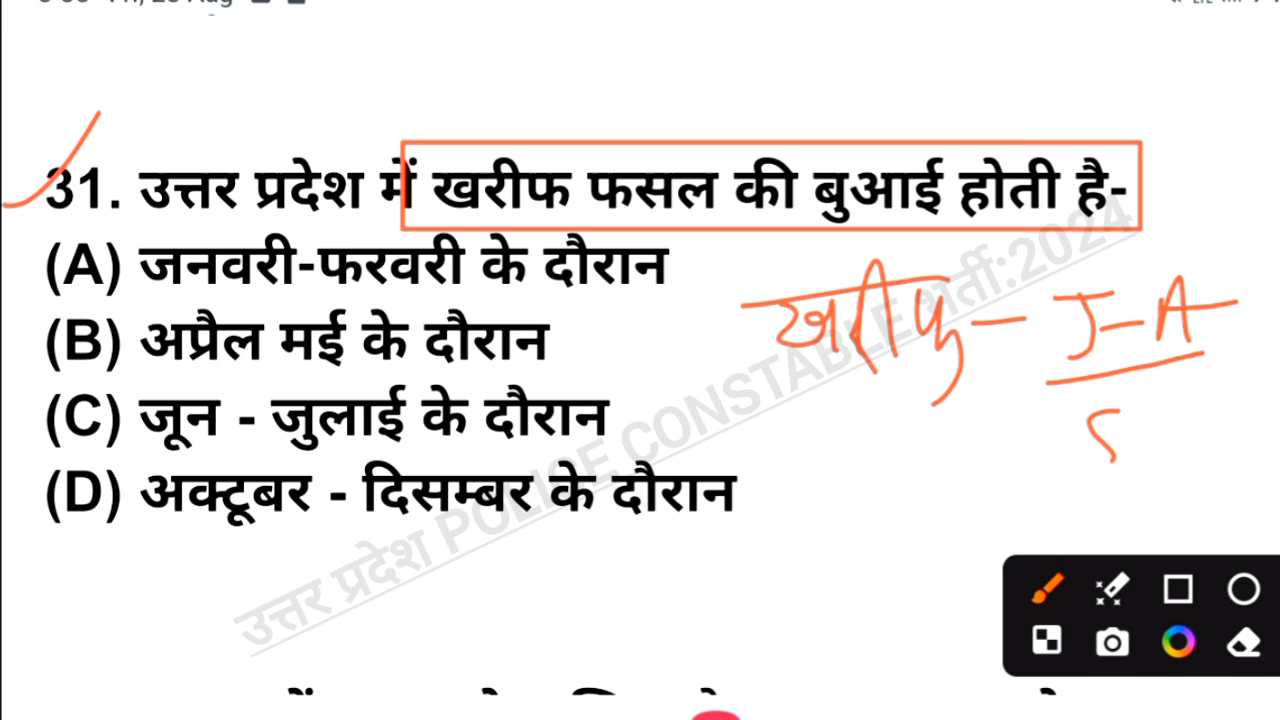 31. उत्तर प्रदेश में खरीफ फसल की बुआई होती है-
(A) जनवरी-फरवरी के दौरान
(B) अप्रैल मई के दौरान
(C) जून - जुलाई के दौरान
(D) अक्टूबर - दिसम्बर के दौरान
खरीफ - J-A
उत्तर प्रदेश POLICE CONSTABLE भर्ती:2024